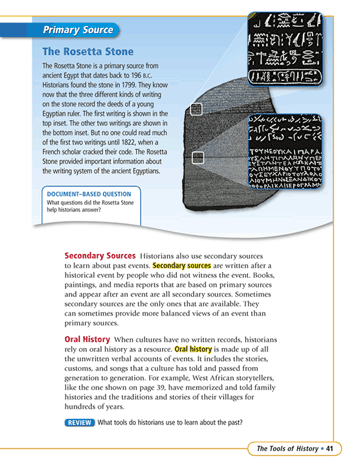 Primary Source
The Rosetta Stone
The Rosetta Stone is a primary source from
ancient Egypt that dates back to 196 B.C.
Historians found the stone in 1799. They know
now that the three different kinds of writing
on the stone record the deeds of a young
Egyptian ruler. The first writing is shown in the
top inset. The other two writings are shown in
the bottom inset. But no one could read much
of the first two writings until 1822, when a
French scholar cracked their code. The Rosetta
Stone provided important information about
the writing system of the ancient Egyptians.
DOCUMENT–BASED QUESTION
What questions did the Rosetta Stone
help historians answer?
Secondary Sources Historians also use secondary sources
to learn about past events. Secondary sources are written after a
historical event by people who did not witness the event. Books,
paintings, and media reports that are based on primary sources
and appear after an event are all secondary sources. Sometimes
secondary sources are the only ones that are available. They
can sometimes provide more balanced views of an event than
primary sources.
Oral History When cultures have no written records, historians
rely on oral history as a resource. Oral history is made up of all
the unwritten verbal accounts of events. It includes the stories,
customs, and songs that a culture has told and passed from
generation to generation. For example, West African storytellers,
like the one shown on page 39, have memorized and told family
histories and the traditions and stories of their villages for
hundreds of years.
REVIEW What tools do historians use to learn about the past?
The Tools of History • 41